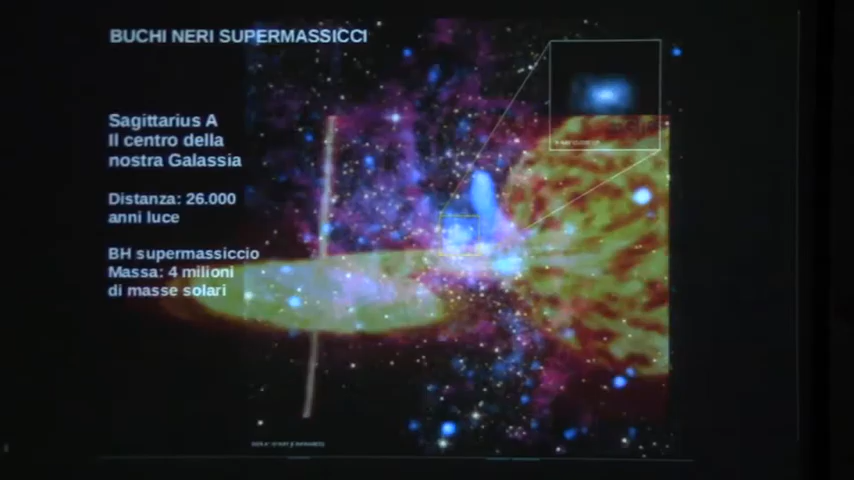 BUCHI NERI SUPERMASSICCI
Sagittarius A
Il centro della
nostra Galassia
Distanza: 26.000
anni luce
BH supermassiccio
Massa: 4 milioni
di masse solari